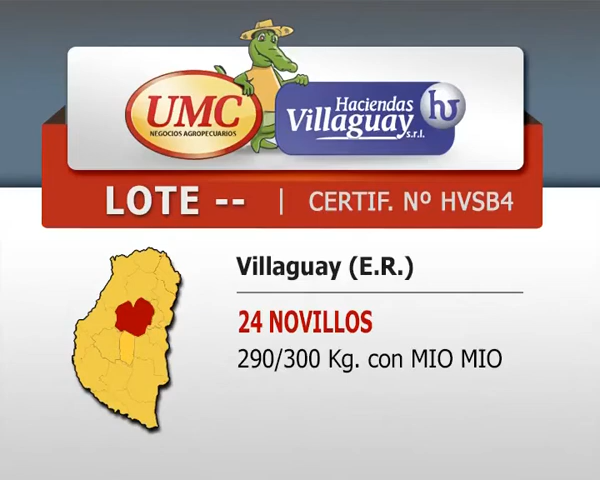 UMC
NEGOCIOS AGROPECUARIOS
Haciendas
Villaguay
s.r.l.
hv
LOTE -- | CERTIF. Nº HVSB4
Villaguay (E.R.)
24 NOVILLOS
290/300 Kg. con MIO MIO